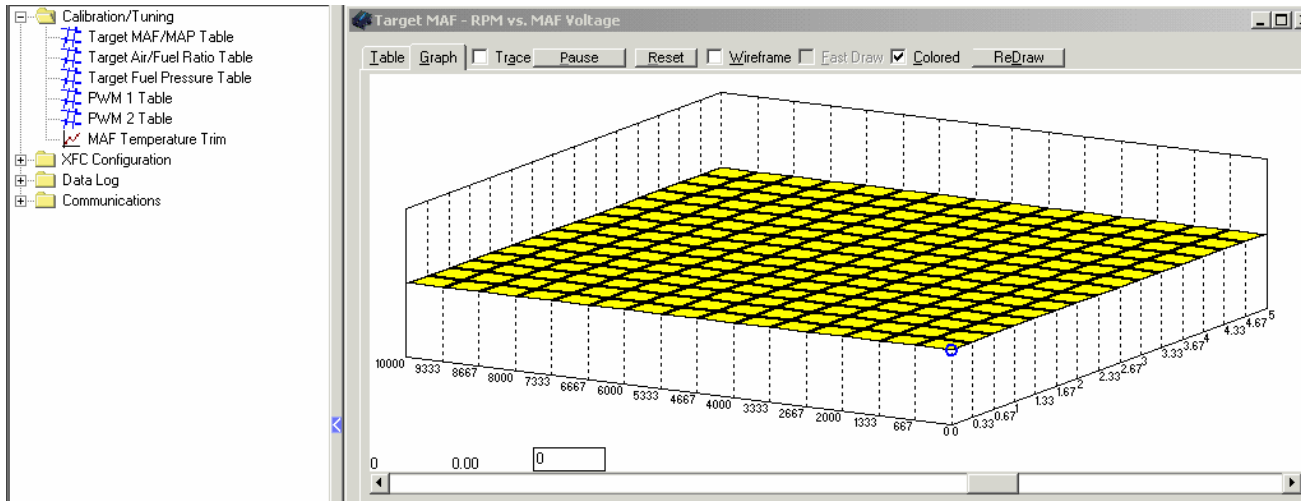 Calibration/Tuning
Target MAF/MAP Table
Target Air/Fuel Ratio Table
Target Fuel Pressure Table
PWM 1 Table
PWM 2 Table
MAF Temperature Trim
XFC Configuration
Data Log
Communications
Target MAF - RPM vs. MAF Voltage
Table Graph Trace Pause Reset Wireframe Fast Draw Colored ReDraw
10000 9333 8667 8000 7333 6667 6000 5333 4667 4000 3333 2667 2000 1333 667 0
0 0.33 0.67 1 1.33 1.67 2 2.33 2.67 3 3.33 3.67 4 4.33 4.67 5
0 0.00 0